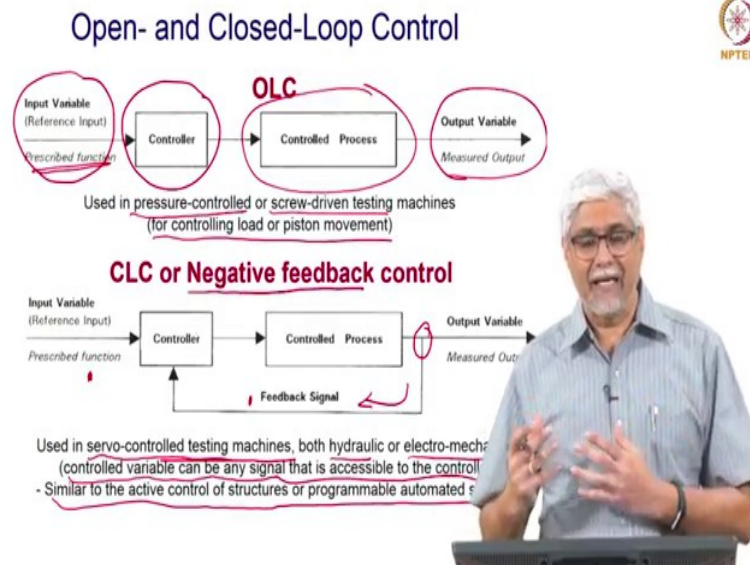 Open- and Closed-Loop Control
NPTEL
OLC
Input Variable
(Reference Input)
Prescribed function
Controller
Controlled Process
Output Variable
Measured Output
Used in pressure-controlled or screw-driven testing machines
(for controlling load or piston movement)
CLC or Negative feedback control
Input Variable
(Reference Input)
Prescribed function
Controller
Controlled Process
Output Variable
Measured
Feedback Signal
Used in servo-controlled testing machines, both hydraulic or
(controlled variable can be any signal that is accessible to the
- Similar to the active control of structures or programmable automated